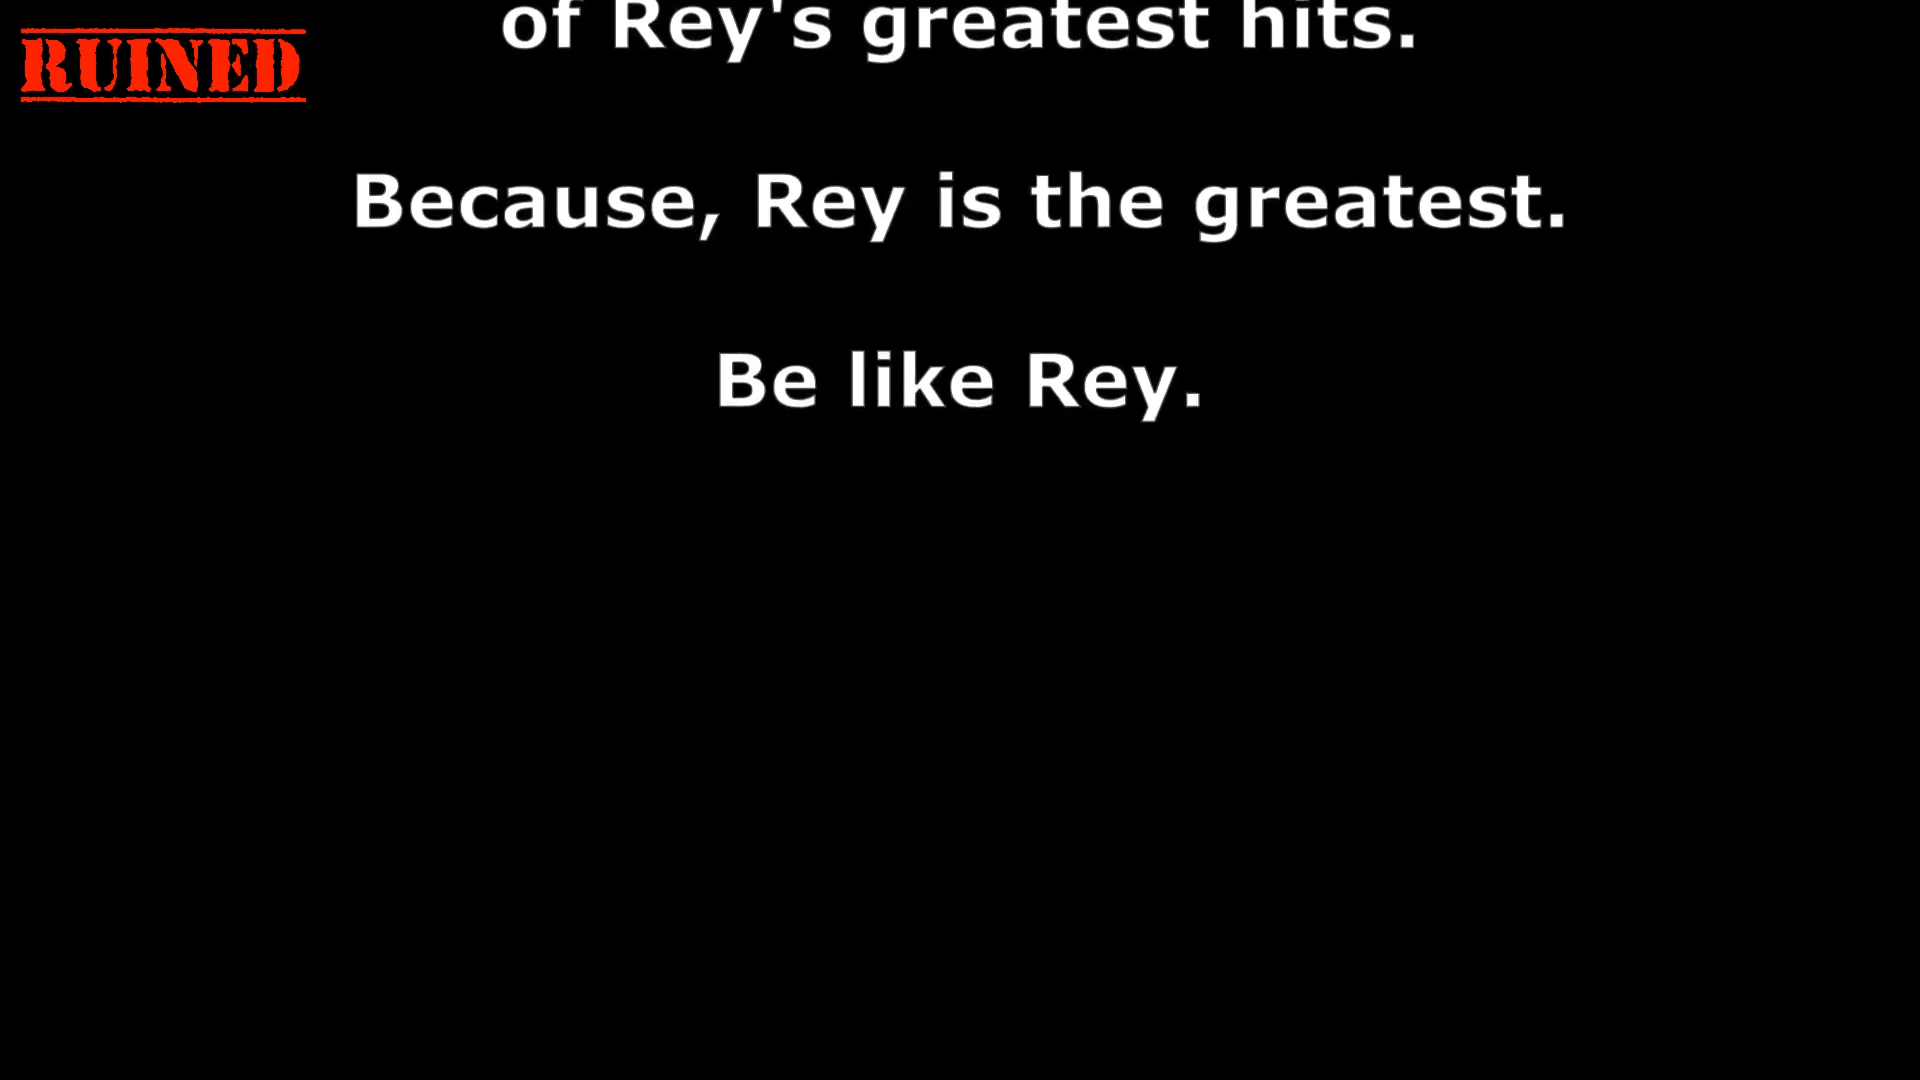 RUINED
of Rey's greatest hits.
Because, Rey is the greatest.
Be like Rey.